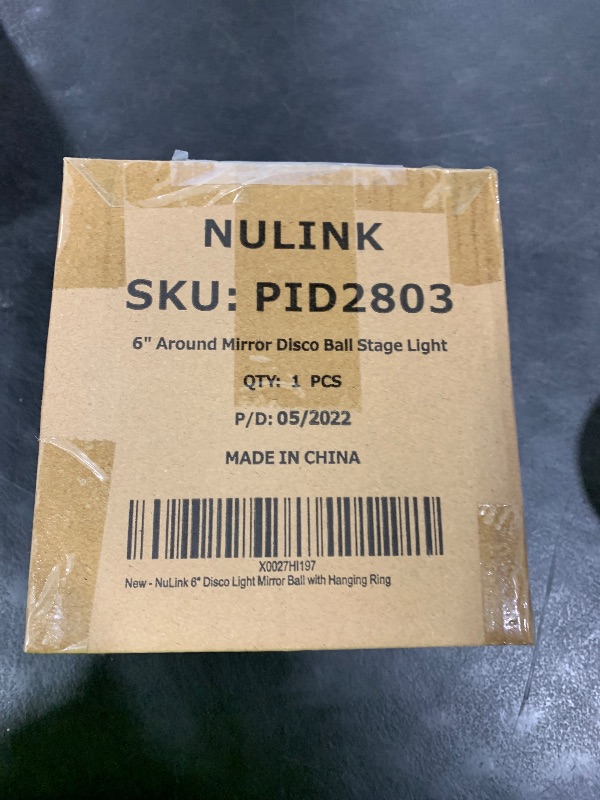 NULINK
SKU: PID2803
6" Around Mirror Disco Ball Stage Light
QTY: 1 PCS
P/D: 05/2022
MADE IN CHINA
X0027HI197
New - NuLink 6" Disco Light Mirror Ball with Hanging Ring